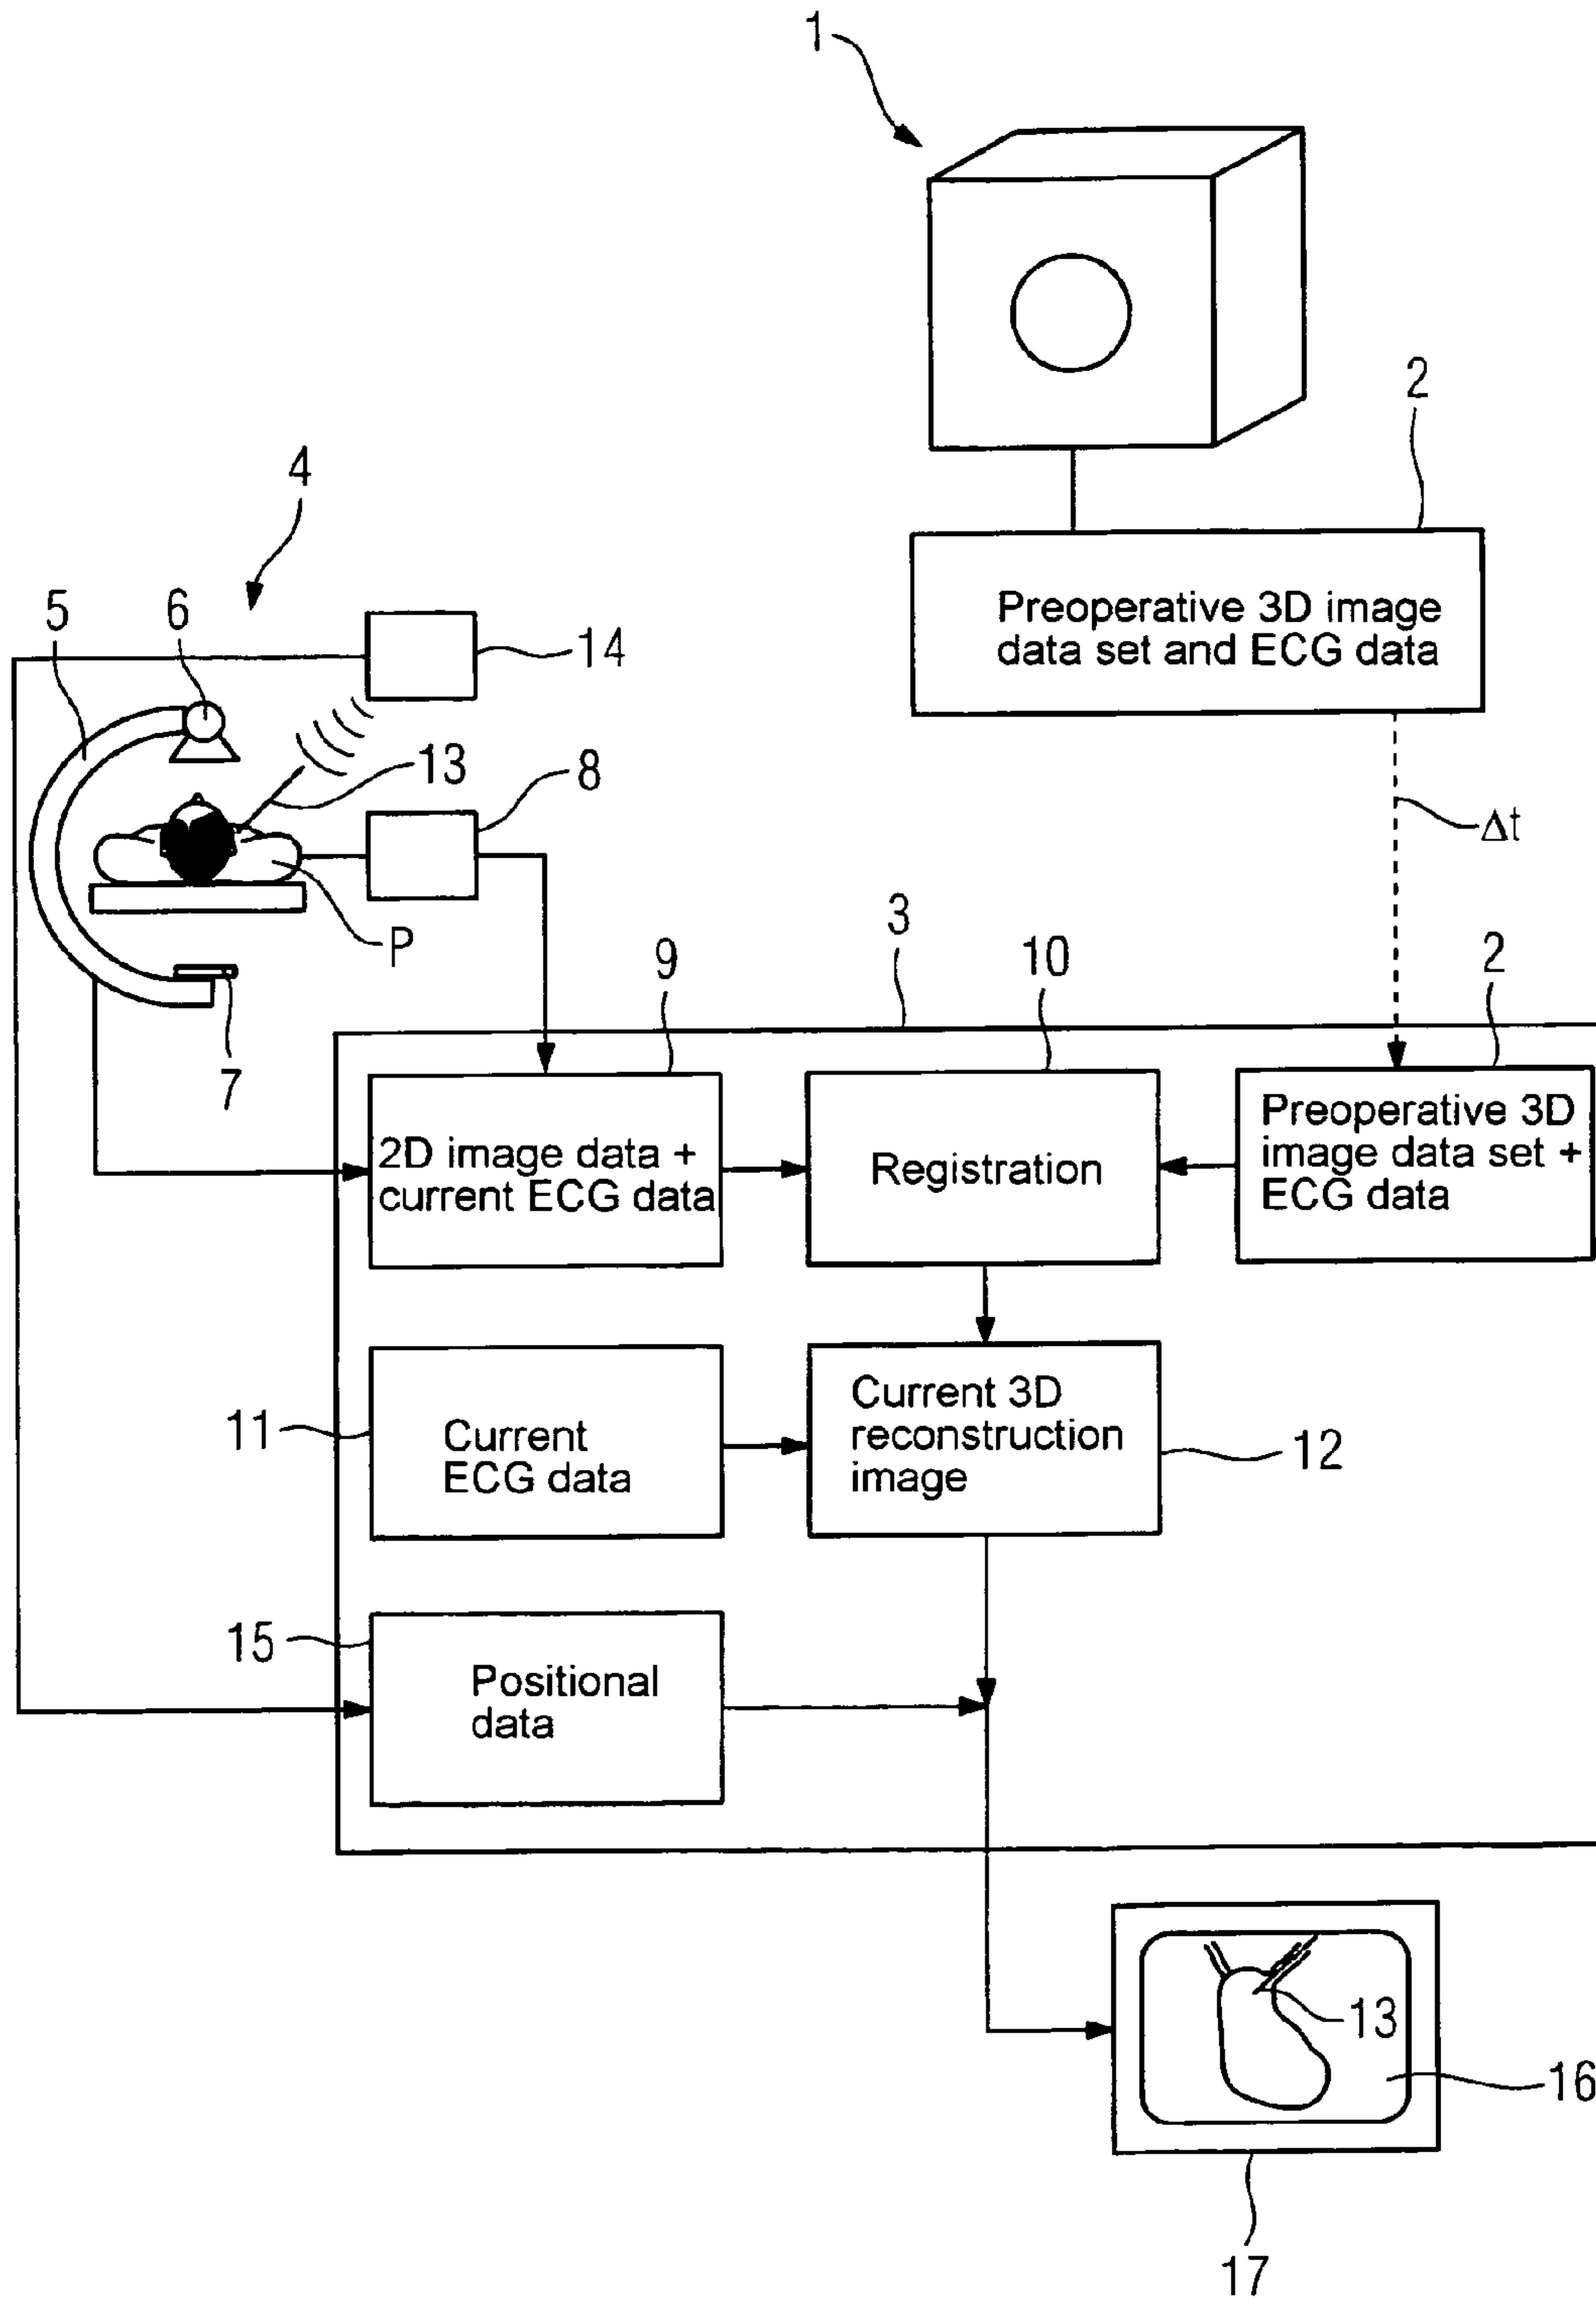 1
2
Preoperative 3D image
data set and ECG data
4
5
6
14
13
8
Δt
P
7
3
9
10
2
2D image data +
current ECG data
Registration
Preoperative 3D
image data set +
ECG data
11
Current
ECG data
Current 3D
reconstruction
image
12
15
Positional
data
13
16
17